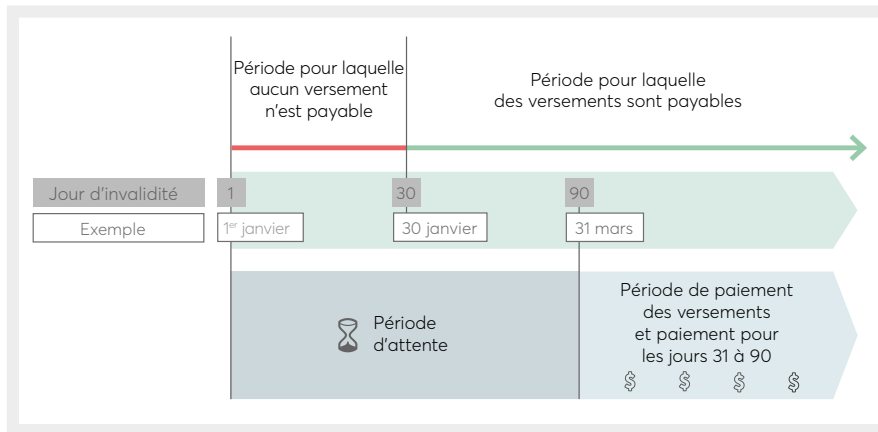 Période pour laquelle
aucun versement
n'est payable
Période pour laquelle
des versements sont payables
Jour d'invalidité
1
30
90
Exemple
1er janvier
30 janvier
31 mars
Période
d'attente
Période de paiement
des versements
et paiement pour
les jours 31 à 90
$ $ $ $